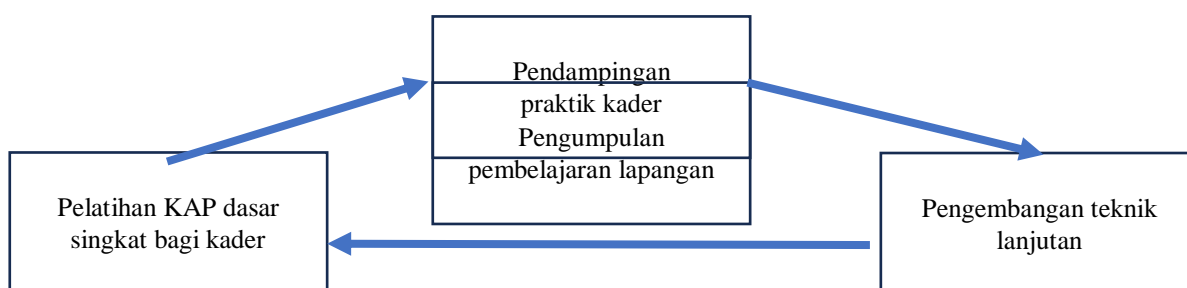 Pendampingan
praktik kader
Pengumpulan
pembelajaran lapangan
Pelatihan KAP dasar
singkat bagi kader
Pengembangan teknik
lanjutan